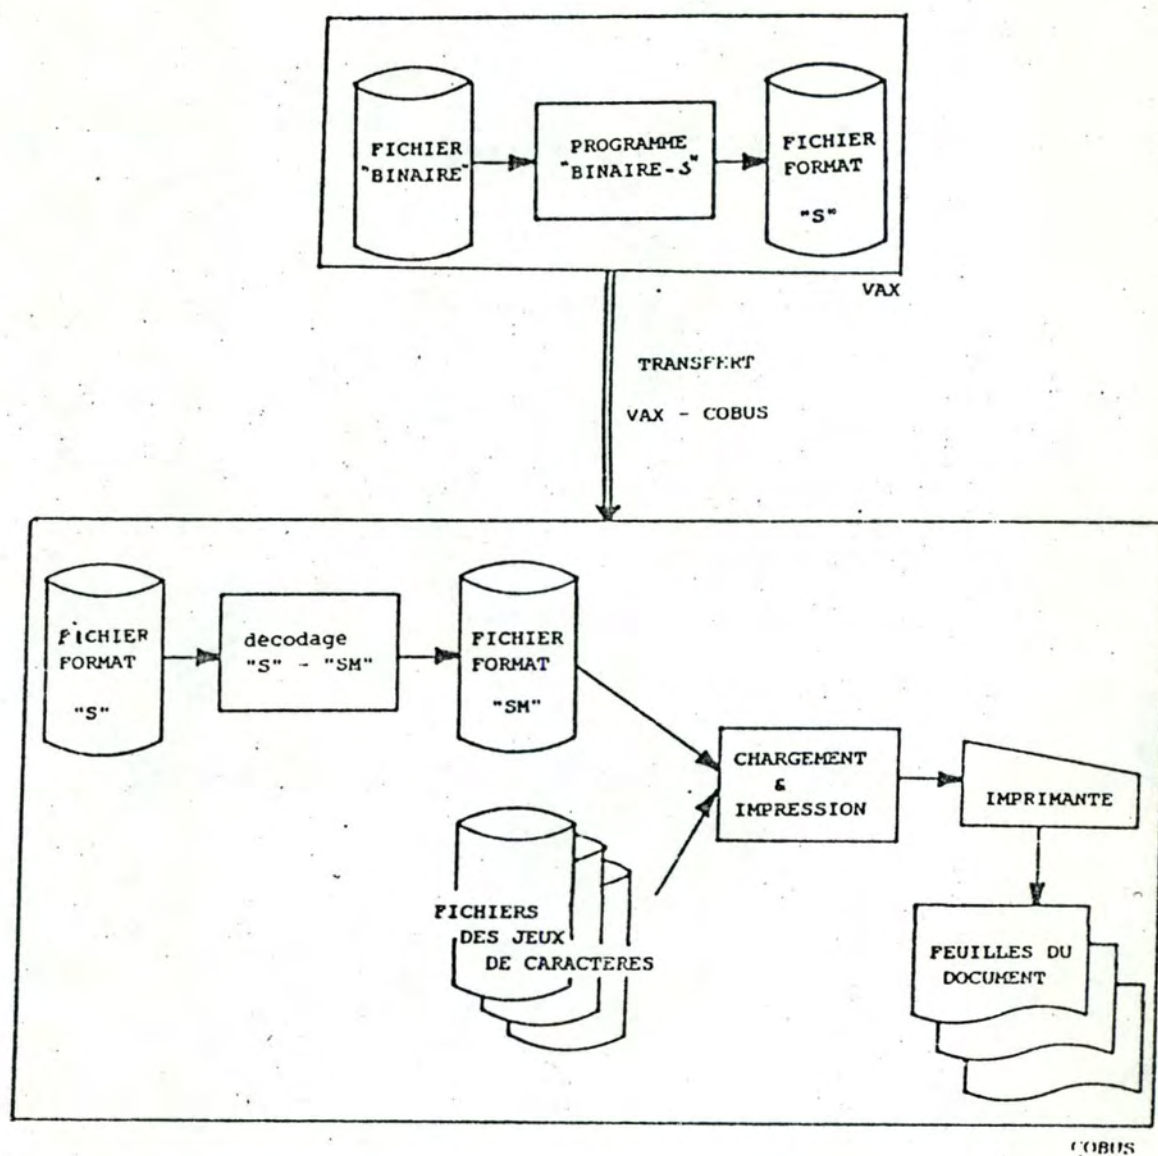 FICHIER
"BINAIRE"
PROGRAMME
"BINAIRE-S"
FICHIER
FORMAT
"S"
VAX
TRANSFERT
VAX - COBUS
FICHIER
FORMAT
"S"
décodage
"S" - "SM"
FICHIER
FORMAT
"SM"
CHARGEMENT
&
IMPRESSION
IMPRIMANTE
FICHIERS
DES JEUX
DE CARACTERES
FEUILLES DU
DOCUMENT
COBUS